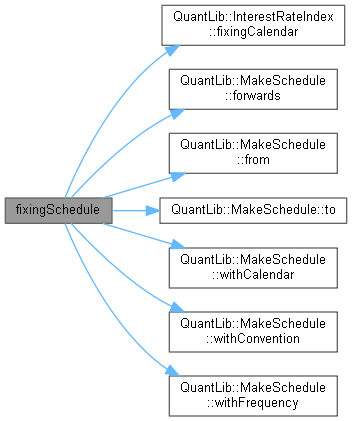 QuantLib::InterestRateIndex
::fixingCalendar
QuantLib::MakeSchedule
::forwards
QuantLib::MakeSchedule
::from
fixingSchedule
QuantLib::MakeSchedule::to
QuantLib::MakeSchedule
::withCalendar
QuantLib::MakeSchedule
::withConvention
QuantLib::MakeSchedule
::withFrequency